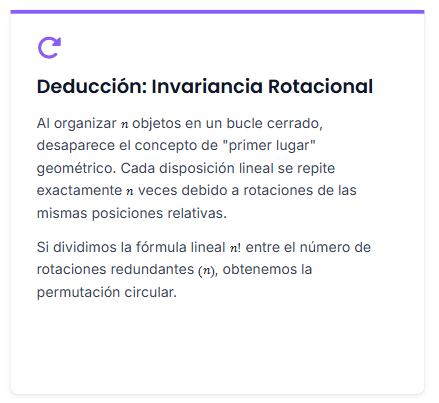 Deducción: Invariancia Rotacional
Al organizar n objetos en un bucle cerrado,
desaparece el concepto de "primer lugar"
geométrico. Cada disposición lineal se repite
exactamente n veces debido a rotaciones de las
mismas posiciones relativas.
Si dividimos la fórmula lineal n! entre el número de
rotaciones redundantes (n), obtenemos la
permutación circular.